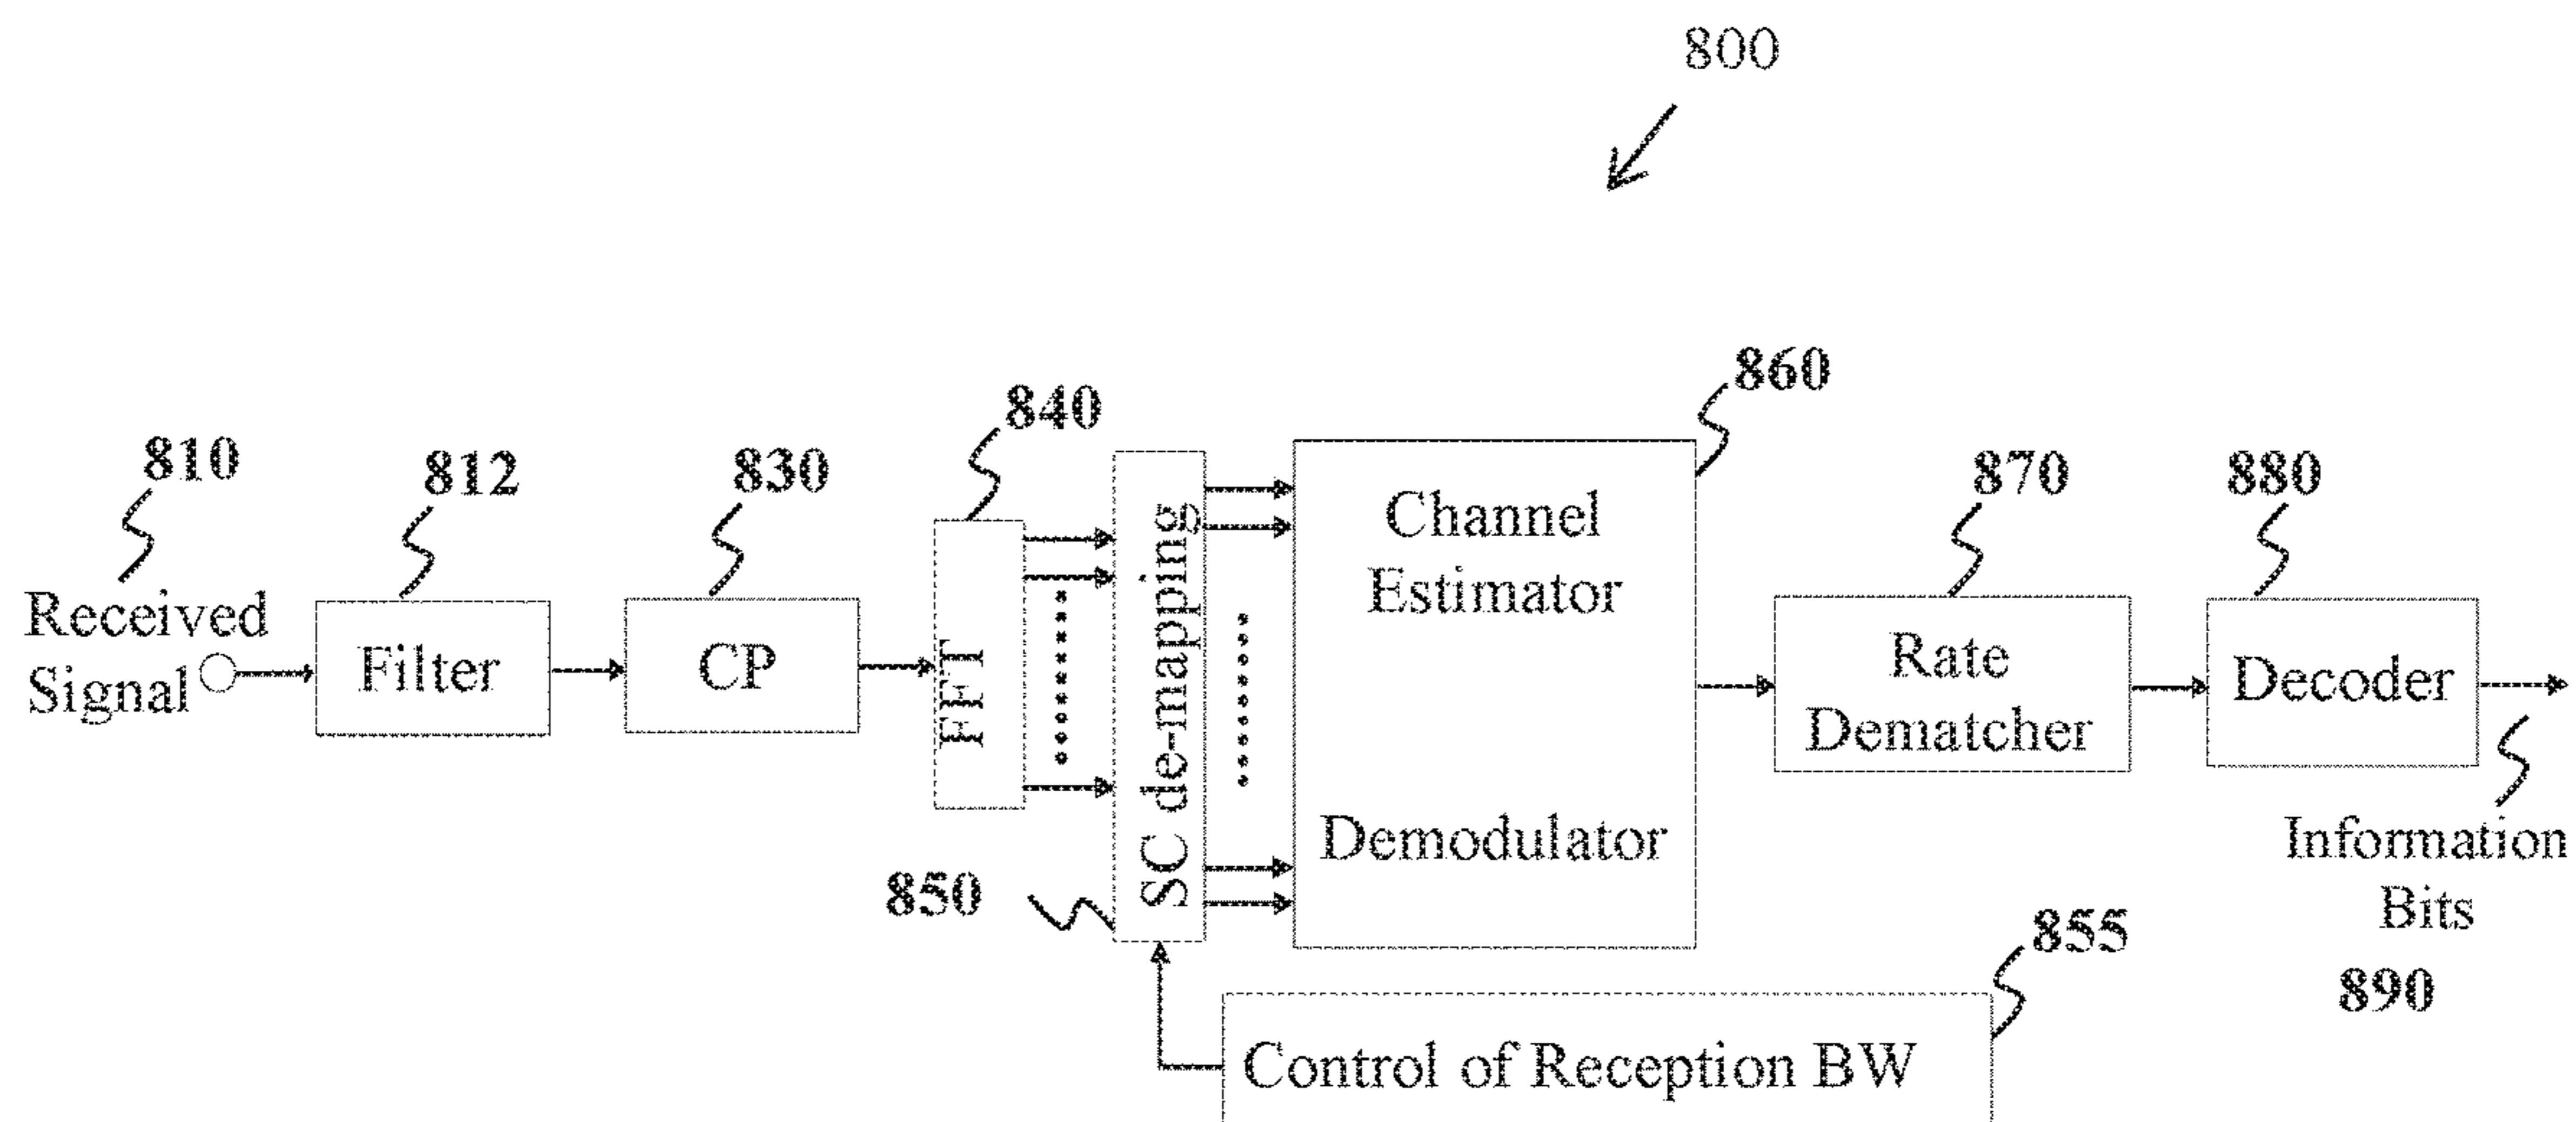 800
810
812
830
840
860
870
880
Received
Signal
Filter
CP
FFT
SC de-mapping
Channel
Estimator
Demodulator
Rate
Dematcher
Decoder
Information
Bits
890
850
855
Control of Reception BW